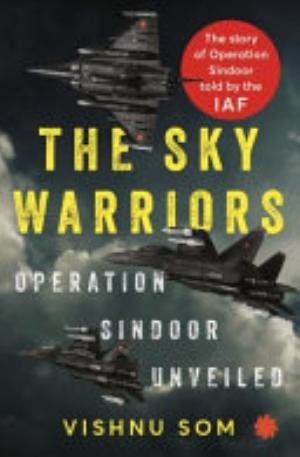 The story
of Operation
Sindoor
told by the
IAF
THE SKY
WARRIORS
OPERATION
SINDOOR
UNVEILED
VISHNU SOM